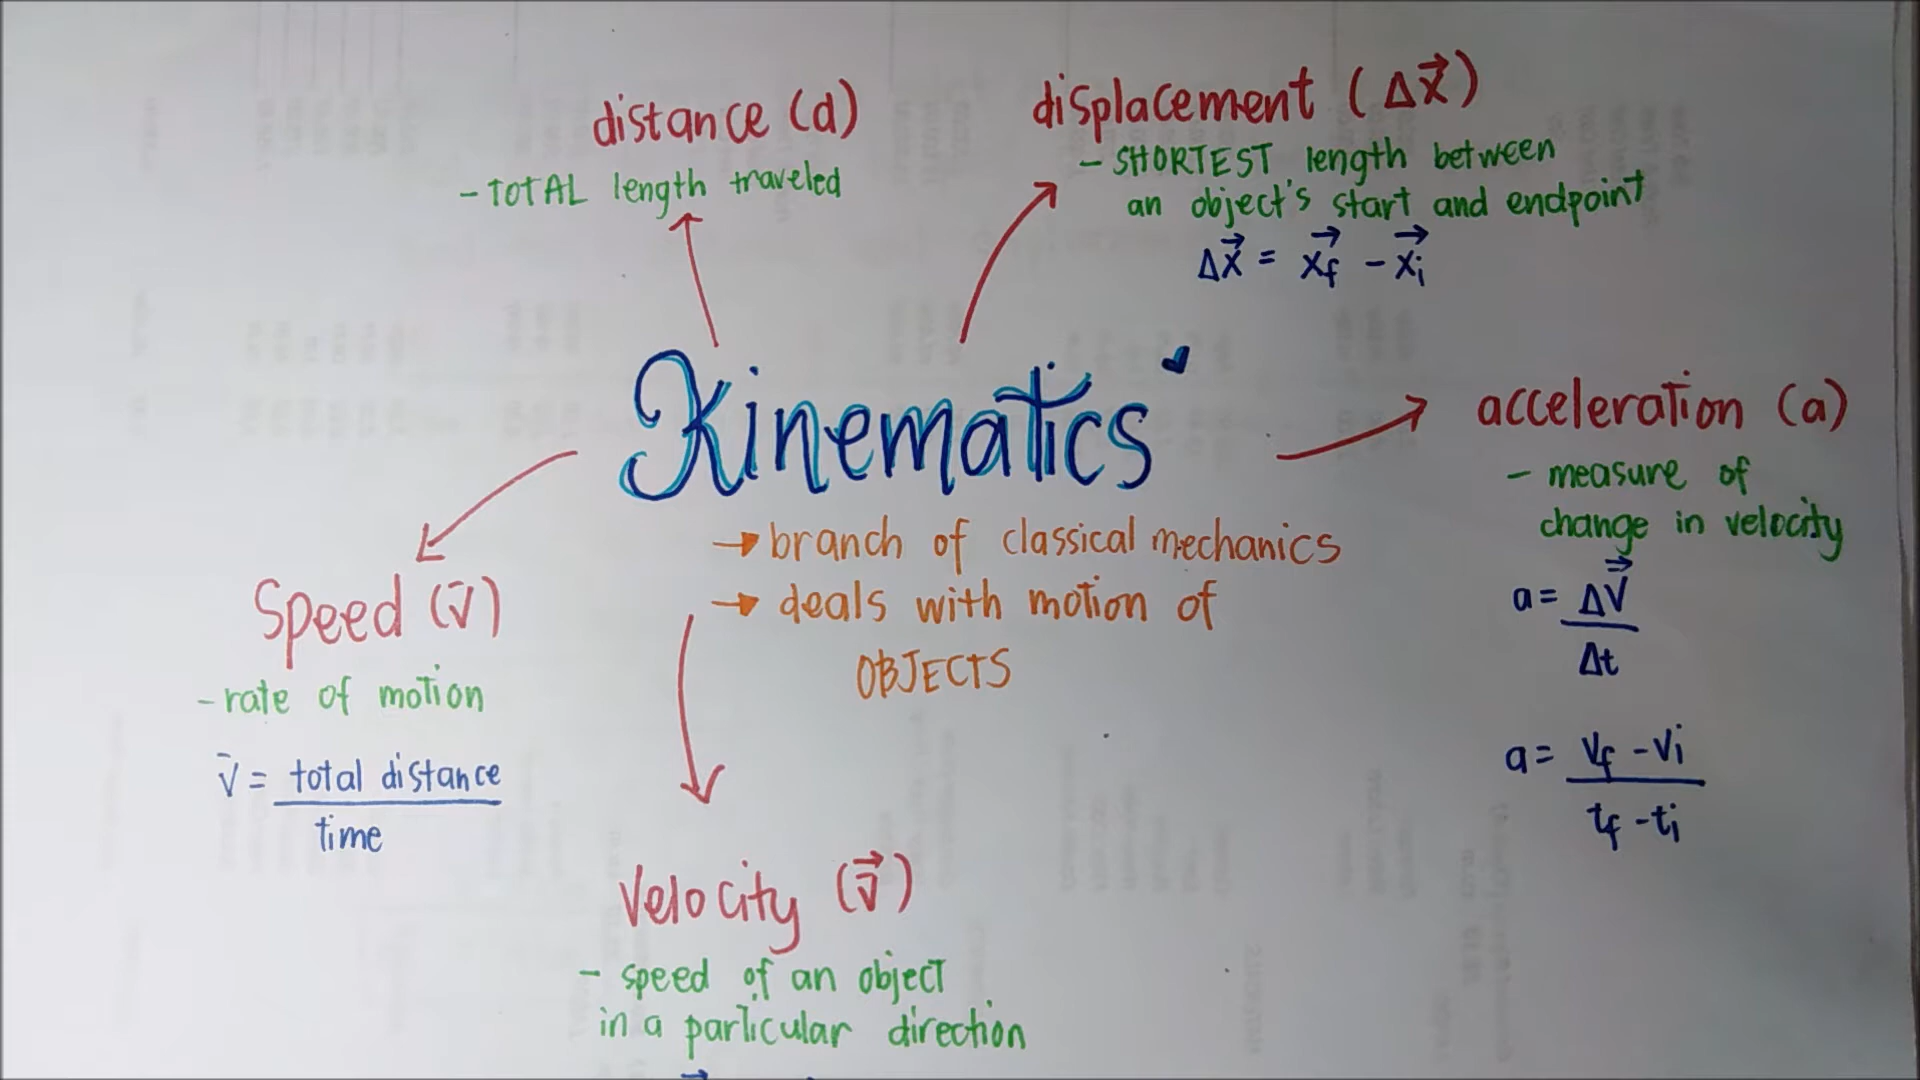 distance (d)
- TOTAL length traveled
displacement (Δx⃗)
- SHORTEST length between
an object's start and endpoint
Δx⃗ = x⃗f - x⃗i
Kinematics
→ branch of classical mechanics
→ deals with motion of
OBJECTS
acceleration (a)
- measure of
change in velocity
a = Δv⃗
Δt
a = vf - vi
tf - ti
Speed (v̄)
- rate of motion
v̄ = total distance
time
Velocity (v̄⃗)
- speed of an object
in a particular direction